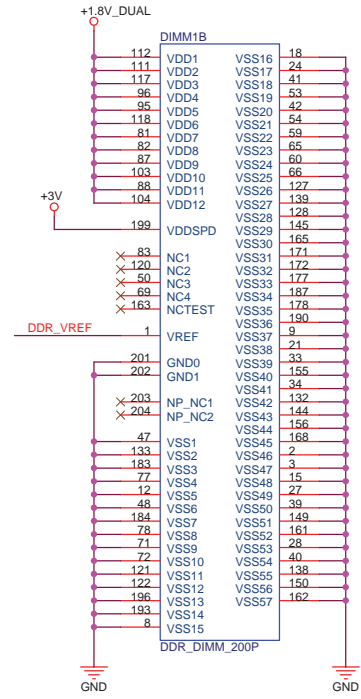 +1.8V_DUAL
DIMM1B
112 VDD1
111 VDD2
117 VDD3
96 VDD4
95 VDD5
118 VDD6
81 VDD7
82 VDD8
87 VDD9
103 VDD10
88 VDD11
104 VDD12
+3V
199 VDDSPD
83 NC1
120 NC2
50 NC3
69 NC4
163 NCTEST
DDR_VREF 1 VREF
201 GND0
202 GND1
203 NP_NC1
204 NP_NC2
47 VSS1
133 VSS2
183 VSS3
77 VSS4
12 VSS5
48 VSS6
184 VSS7
78 VSS8
71 VSS9
72 VSS10
121 VSS11
122 VSS12
196 VSS13
193 VSS14
8 VSS15
GND
VSS16 18
VSS17 24
VSS18 41
VSS19 53
VSS20 42
VSS21 54
VSS22 59
VSS23 65
VSS24 60
VSS25 66
VSS26 127
VSS27 139
VSS28 128
VSS29 145
VSS30 165
VSS31 171
VSS32 172
VSS33 177
VSS34 187
VSS35 178
VSS36 190
VSS37 9
VSS38 21
VSS39 33
VSS40 155
VSS41 34
VSS42 132
VSS43 144
VSS44 156
VSS45 168
VSS46 2
VSS47 3
VSS48 15
VSS49 27
VSS50 39
VSS51 149
VSS52 161
VSS53 28
VSS54 40
VSS55 138
VSS56 150
VSS57 162
DDR_DIMM_200P
GND